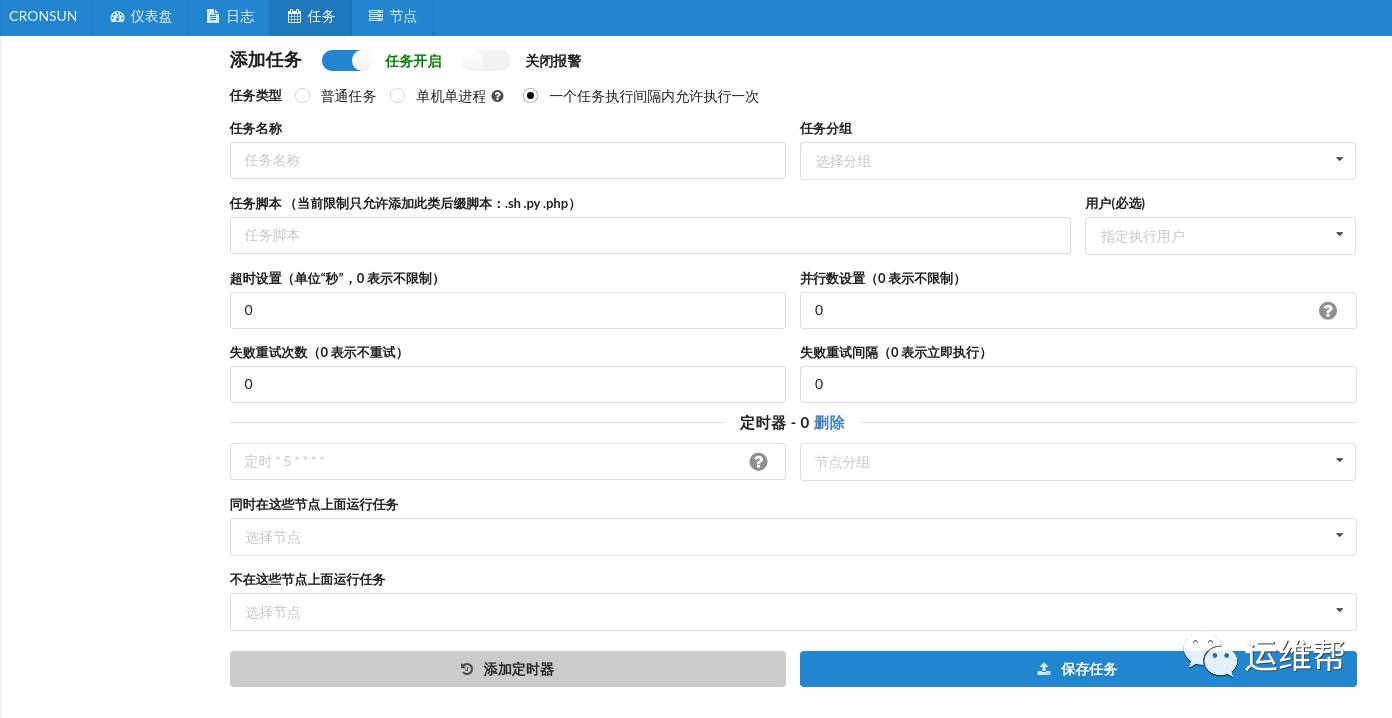 CRONSUN 仪表盘 日志 任务 节点
添加任务 任务开启 关闭报警
任务类型 普通任务 单机单进程 一个任务执行间隔内允许执行一次
任务名称 任务分组
任务名称 选择分组
任务脚本 （当前限制只允许添加此类后缀脚本：.sh .py .php） 用户(必选)
任务脚本 指定执行用户
超时设置（单位“秒”，0 表示不限制） 并行数设置（0 表示不限制）
0 0
失败重试次数（0 表示不重试） 失败重试间隔（0 表示立即执行）
0 0
定时器 - 0 删除
定时 * 5 * * * * 节点分组
同时在这些节点上面运行任务
选择节点
不在这些节点上面运行任务
选择节点
添加定时器 保存任务
运维帮